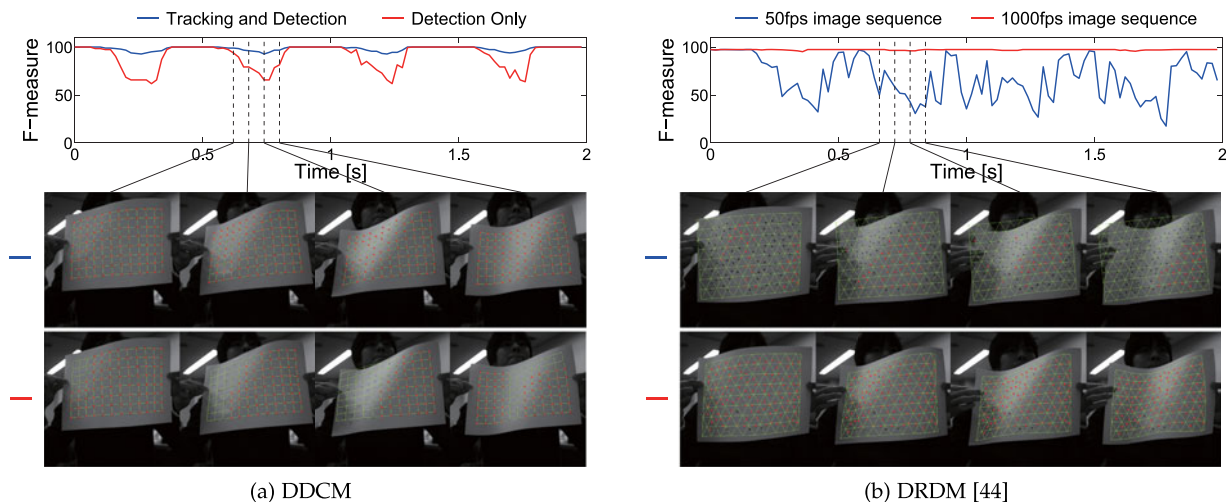 Tracking and Detection
Detection Only
F−measure
100
50
0
0
0.5
1
1.5
2
Time [s]
(a) DDCM
50fps image sequence
1000fps image sequence
F−measure
100
50
0
0
0.5
1
1.5
2
Time [s]
(b) DRDM [44]